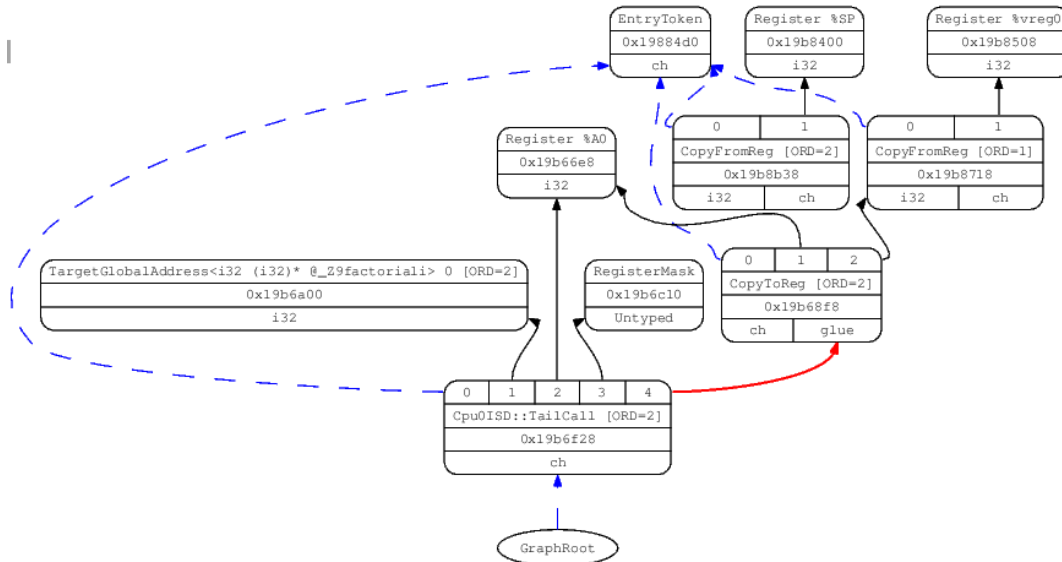 EntryToken
0x19884d0
ch
Register %SP
0x19b8400
i32
Register %vreg0
0x19b8508
i32
Register %A0
0x19b66e8
i32
0 1
CopyFromReg [ORD=2]
0x19b8b38
i32 ch
0 1
CopyFromReg [ORD=1]
0x19b8718
i32 ch
TargetGlobalAddress<i32 (i32)* @_Z9factoriali> 0 [ORD=2]
0x19b6a00
i32
RegisterMask
0x19b6c10
Untyped
0 1 2
CopyToReg [ORD=2]
0x19b68f8
ch glue
0 1 2 3 4
Cpu0ISD::TailCall [ORD=2]
0x19b6f28
ch
GraphRoot